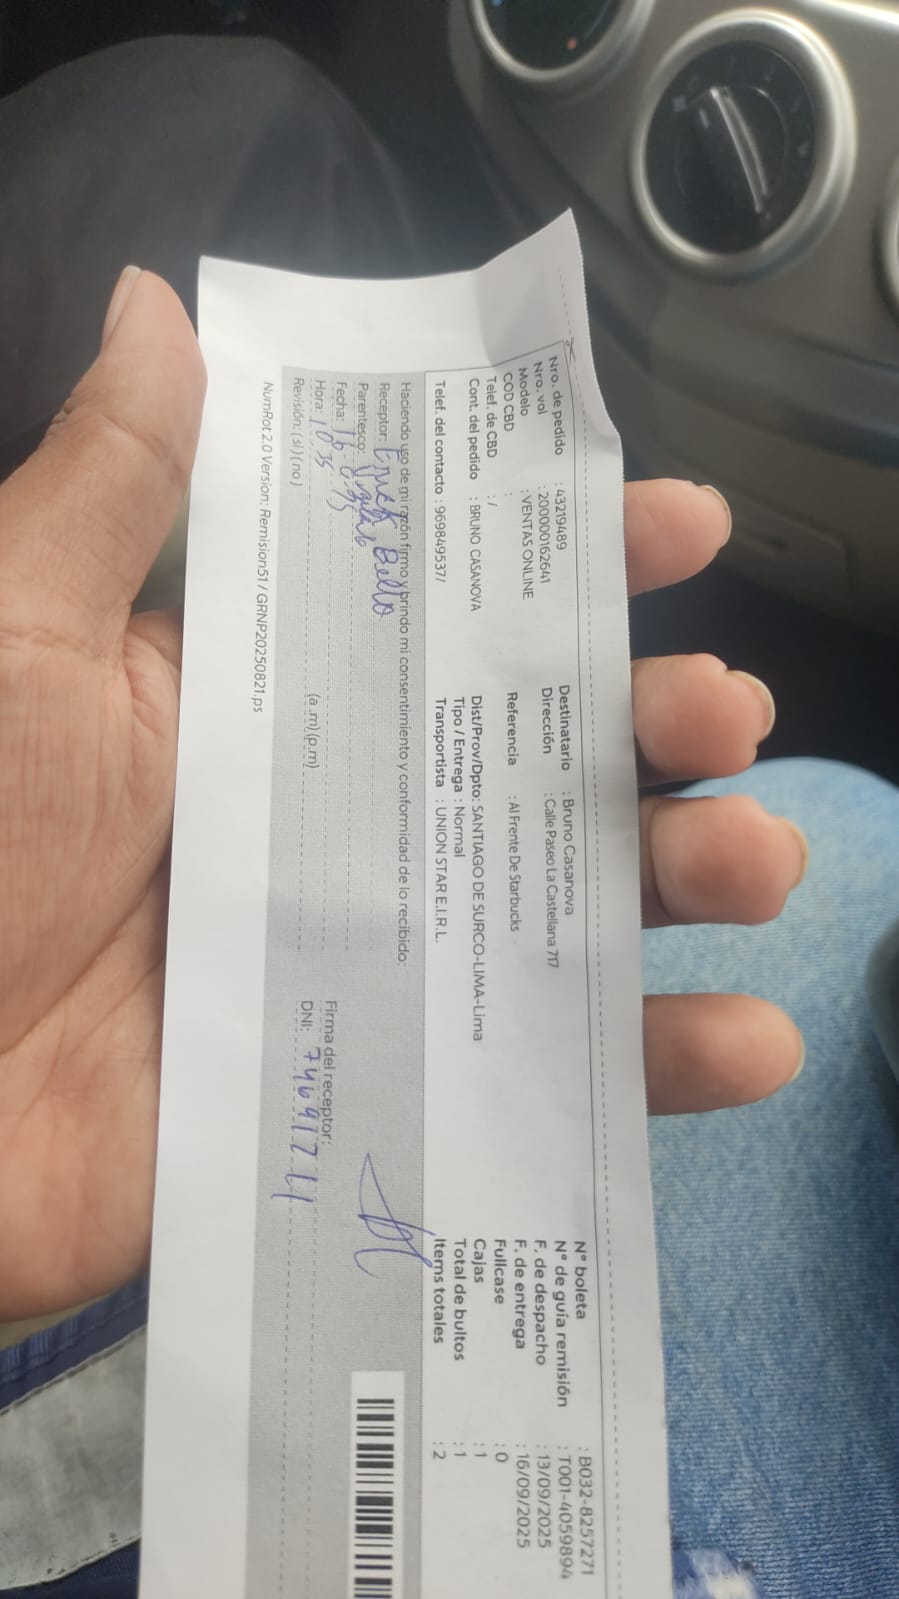 Nro. de pedido : 43219489
Nro. vol : 200000162641
Modelo : VENTAS ONLINE
COD CBD :
Telef. de CBD : /
Cont. del pedido : BRUNO CASANOVA
Telef. del contacto : 969849537/
Destinatario : Bruno Casanova
Dirección : Calle Paseo La Castellana 717
Referencia : Al Frente De Starbucks
Dist/Prov/Dpto: SANTIAGO DE SURCO-LIMA-Lima
Tipo / Entrega : Normal
Transportista : UNION STAR E.I.R.L.
N° boleta : B032-8257271
N° de guía remisión : T001-4059894
F. de despacho : 13/09/2025
F. de entrega : 16/09/2025
Fullcase : 0
Cajas : 1
Total de bultos : 1
Items totales : 2
Haciendo uso de mi razón firmo y brindo mi consentimiento y conformidad de lo recibido:
Receptor: Bello
Parentesco:
Fecha: 16
Hora: 10 35 (a .m)(p.m)
Revisión: ( si ) ( no )
Firma del receptor:
DNI:
NumRot 2.0 Version: Remision51 / GRNP20250821.ps